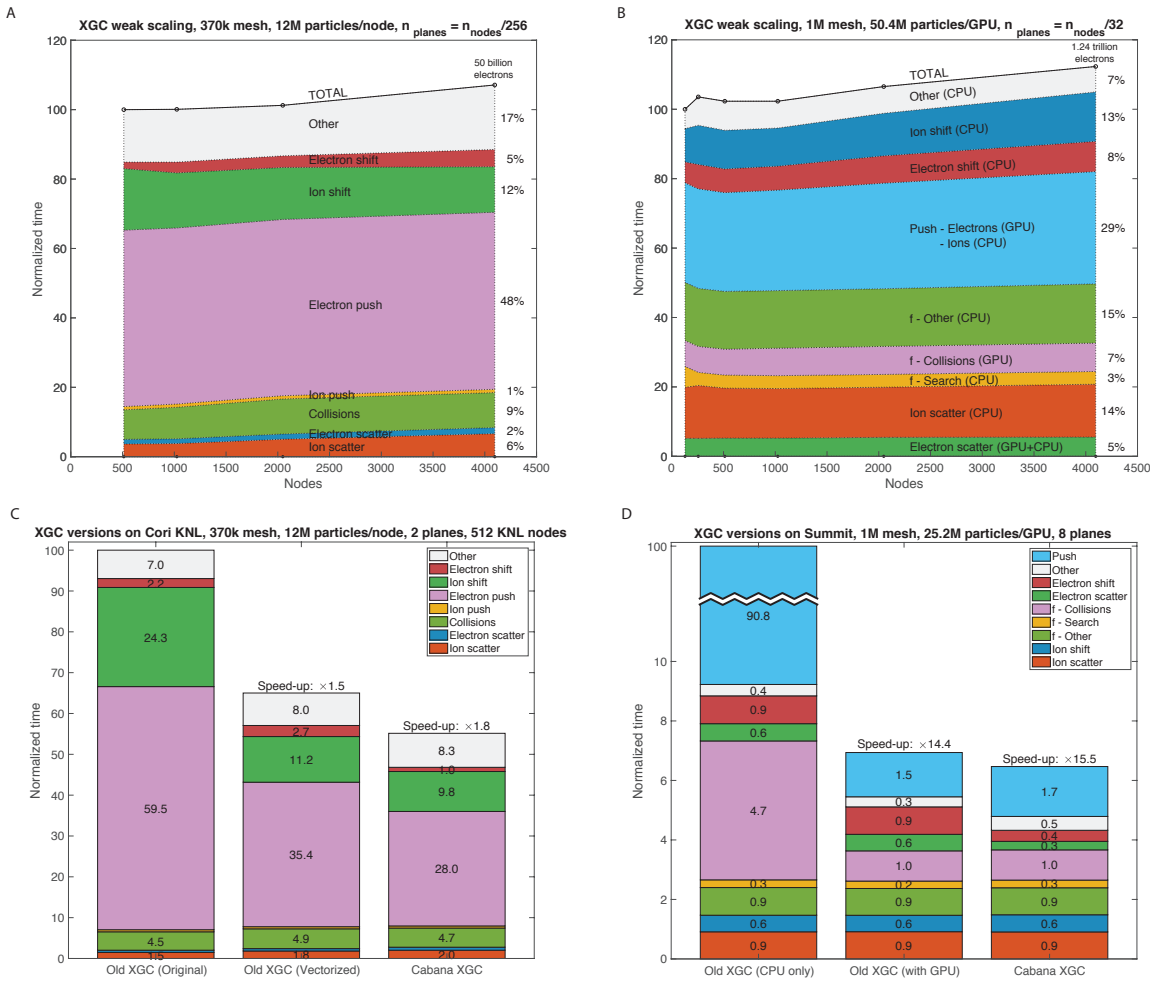 A
XGC weak scaling, 370k mesh, 12M particles/node, n planes = n nodes/256
120
100
80
60
40
20
0
Normalized time
0 500 1000 1500 2000 2500 3000 3500 4000 4500
Nodes
50 billion
electrons
TOTAL
Other
17%
Electron shift
5%
Ion shift
12%
Electron push
48%
Ion push
1%
Collisions
9%
Electron scatter
2%
Ion scatter
6%
B
XGC weak scaling, 1M mesh, 50.4M particles/GPU, n planes = n nodes/32
120
100
80
60
40
20
0
Normalized time
0 500 1000 1500 2000 2500 3000 3500 4000 4500
Nodes
1.24 trillion
electrons
TOTAL
Other (CPU)
7%
Ion shift (CPU)
13%
Electron shift (CPU)
8%
Push - Electrons (GPU)
- Ions (CPU)
29%
f - Other (CPU)
15%
f - Collisions (GPU)
7%
f - Search (CPU)
3%
Ion scatter (CPU)
14%
Electron scatter (GPU+CPU)
5%
C
XGC versions on Cori KNL, 370k mesh, 12M particles/node, 2 planes, 512 KNL nodes
100
90
80
70
60
50
40
30
20
10
0
Normalized time
Other
Electron shift
Ion shift
Electron push
Ion push
Collisions
Electron scatter
Ion scatter
7.0
2.2
24.3
59.5
4.5
1.5
Old XGC (Original)
Speed-up: ×1.5
8.0
2.7
11.2
35.4
4.9
1.8
Old XGC (Vectorized)
Speed-up: ×1.8
8.3
1.0
9.8
28.0
4.7
2.0
Cabana XGC
D
XGC versions on Summit, 1M mesh, 25.2M particles/GPU, 8 planes
100
10
8
6
4
2
0
Normalized time
Push
Other
Electron shift
Electron scatter
f - Collisions
f - Search
f - Other
Ion shift
Ion scatter
90.8
0.4
0.9
0.6
4.7
0.3
0.9
0.6
0.9
Old XGC (CPU only)
Speed-up: ×14.4
1.5
0.3
0.9
0.6
1.0
0.2
0.9
0.6
0.9
Old XGC (with GPU)
Speed-up: ×15.5
1.7
0.5
0.4
0.3
1.0
0.3
0.9
0.6
0.9
Cabana XGC